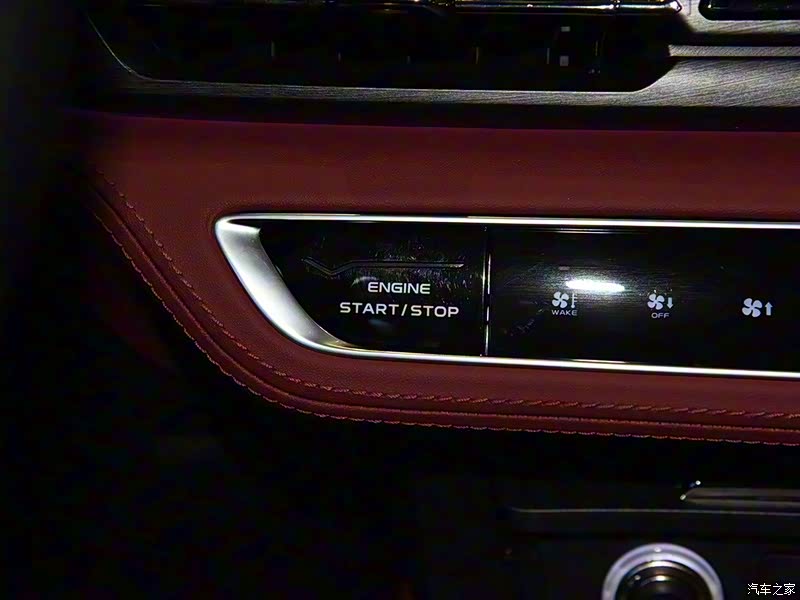 ENGINE
START/STOP
WAKE
OFF
汽车之家